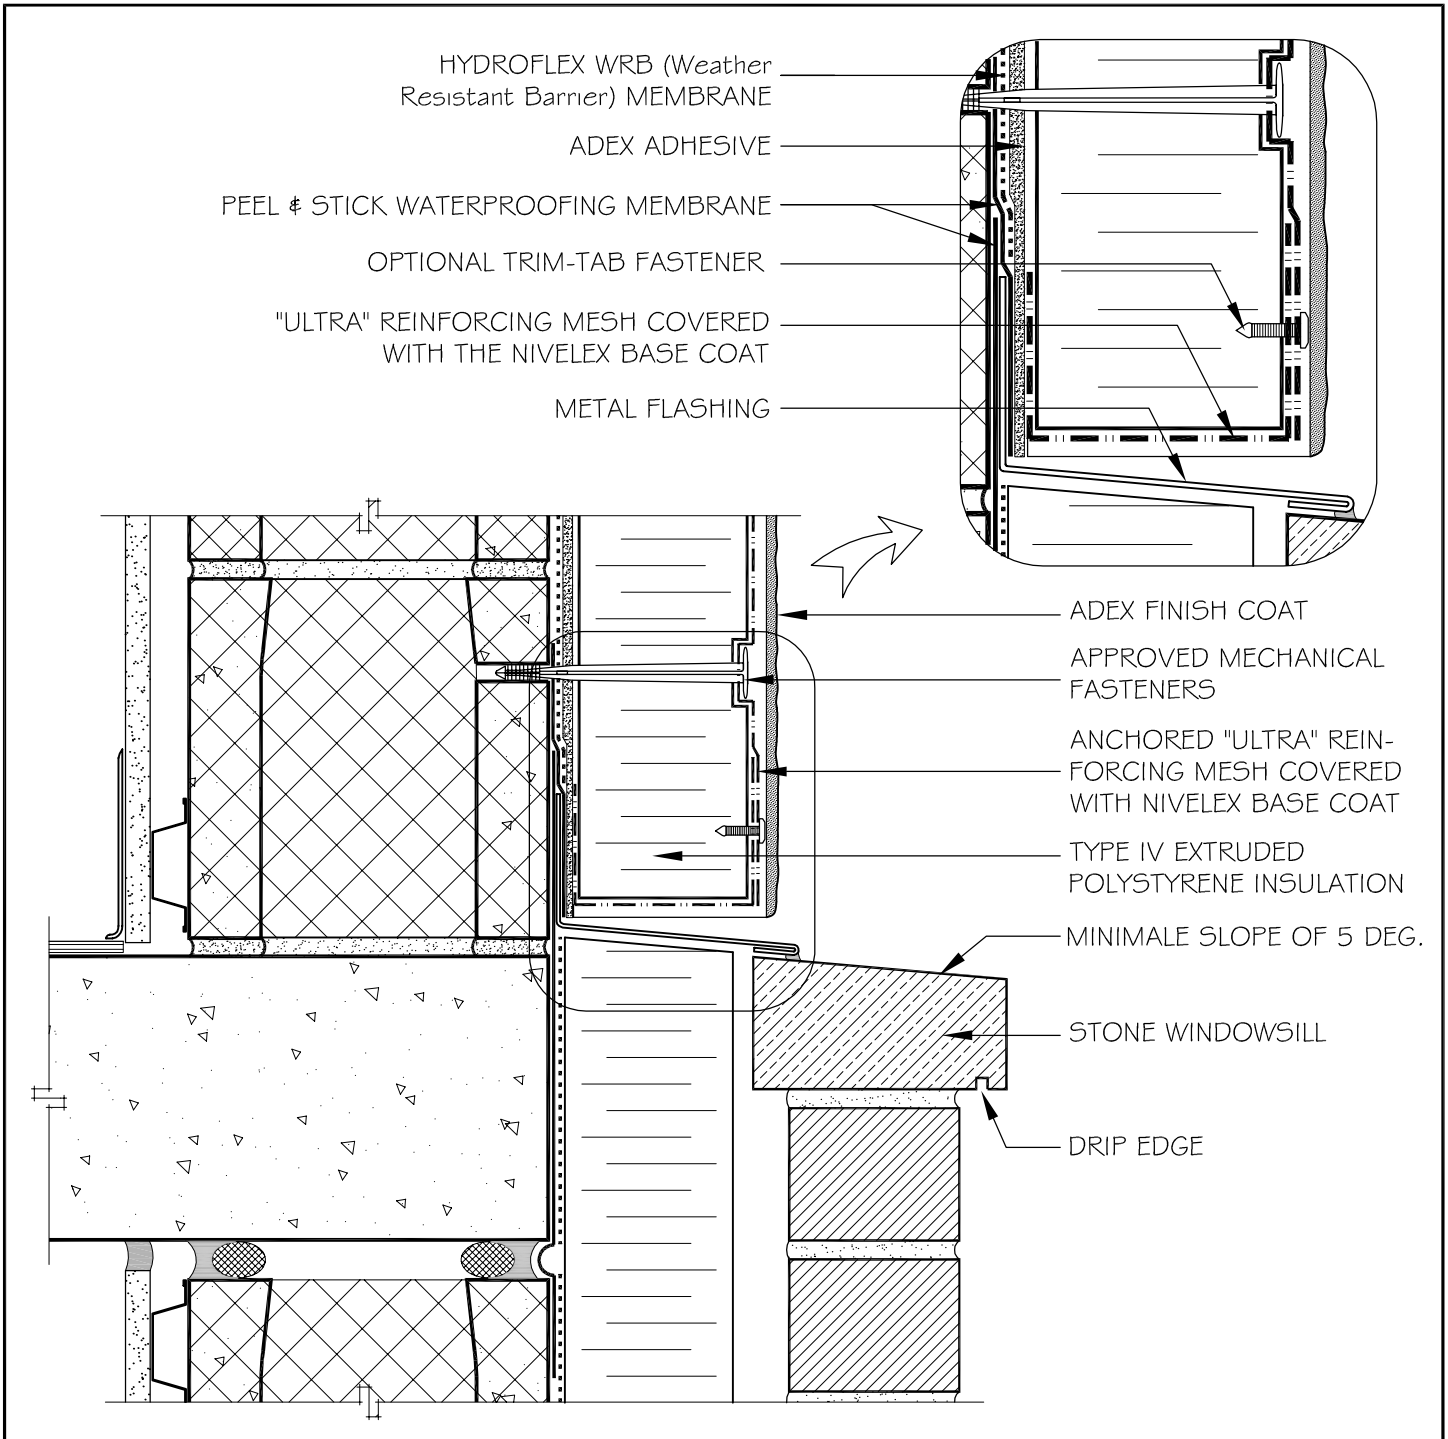 HYDROFLEX WRB (Weather
Resistant Barrier) MEMBRANE
ADEX ADHESIVE
PEEL & STICK WATERPROOFING MEMBRANE
OPTIONAL TRIM-TAB FASTENER
"ULTRA" REINFORCING MESH COVERED
WITH THE NIVELEX BASE COAT
METAL FLASHING
ADEX FINISH COAT
APPROVED MECHANICAL
FASTENERS
ANCHORED "ULTRA" REIN-
FORCING MESH COVERED
WITH NIVELEX BASE COAT
TYPE IV EXTRUDED
POLYSTYRENE INSULATION
MINIMALE SLOPE OF 5 DEG.
STONE WINDOWSILL
DRIP EDGE